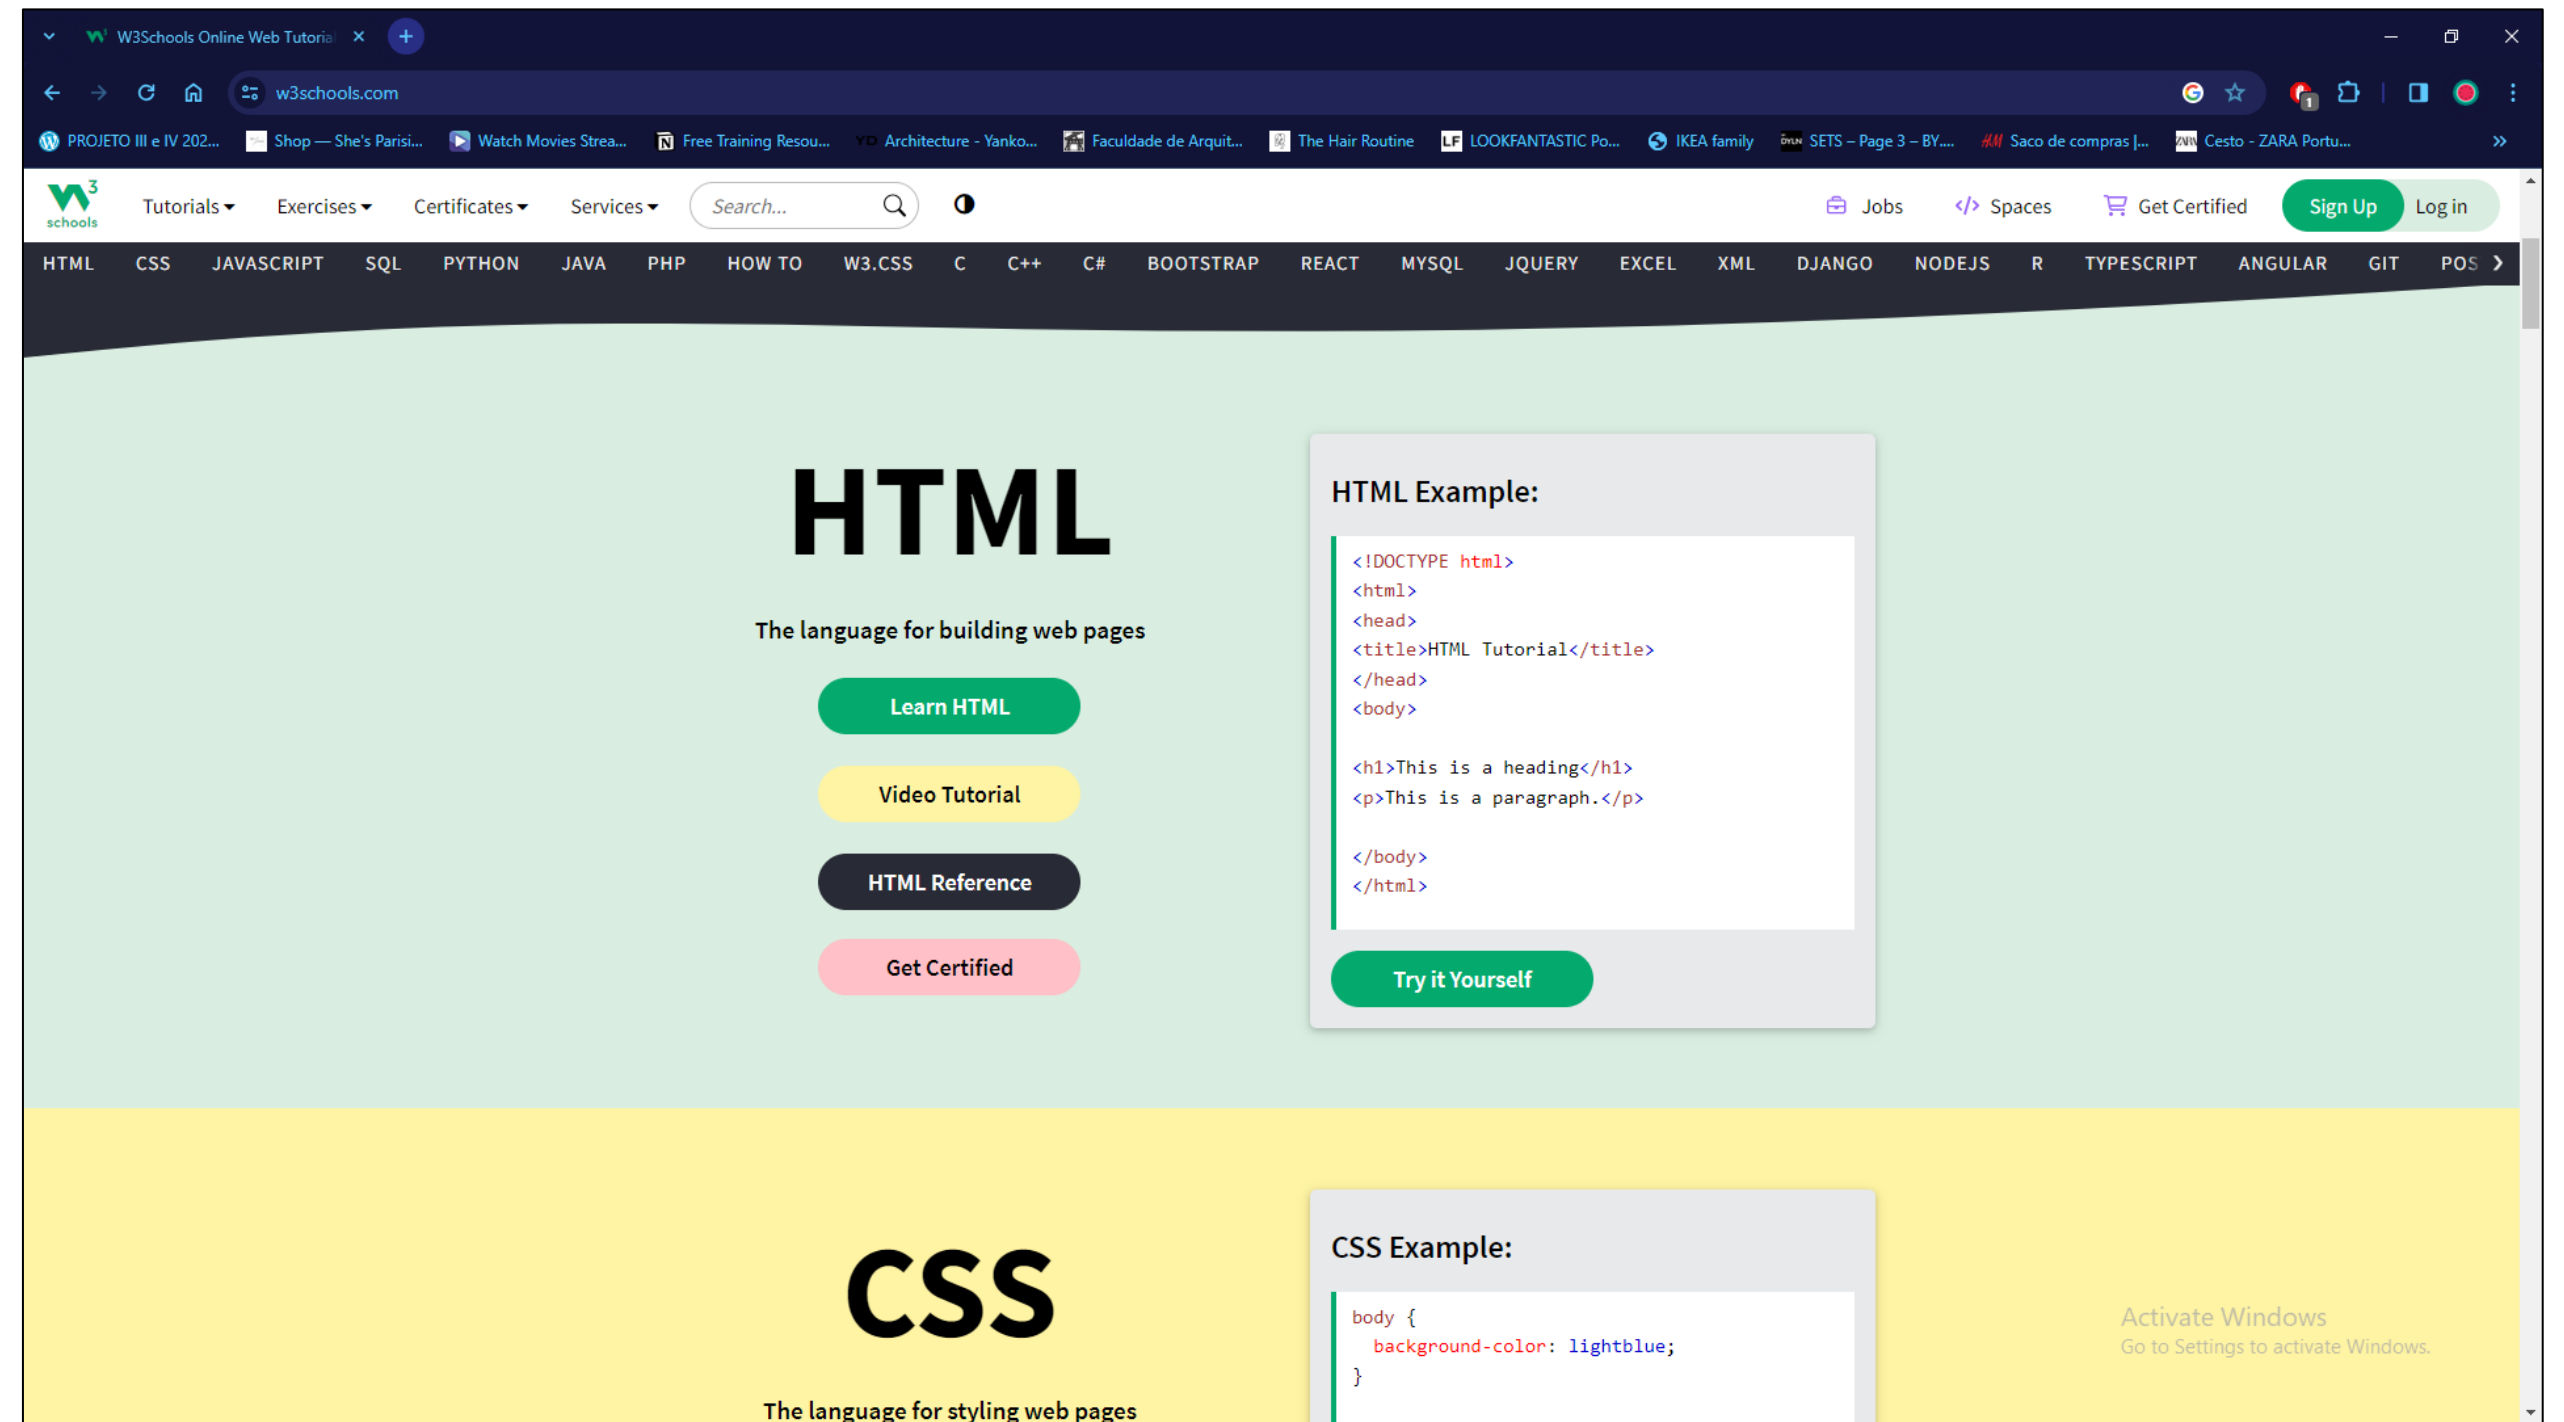 W3Schools Online Web Tutorial
w3schools.com
PROJETO III e IV 202... Shop — She's Parisi... Watch Movies Strea... Free Training Resou... YD Architecture - Yanko... Faculdade de Arquit... The Hair Routine LF LOOKFANTASTIC Po... IKEA family DYLN SETS – Page 3 – BY.... H&M Saco de compras |... ZARA Cesto - ZARA Portu...
3
schools
Tutorials Exercises Certificates Services Search... Jobs </> Spaces Get Certified Sign Up Log in
HTML CSS JAVASCRIPT SQL PYTHON JAVA PHP HOW TO W3.CSS C C++ C# BOOTSTRAP REACT MYSQL JQUERY EXCEL XML DJANGO NODEJS R TYPESCRIPT ANGULAR GIT POS
HTML
The language for building web pages
Learn HTML
Video Tutorial
HTML Reference
Get Certified
HTML Example:
<!DOCTYPE html>
<html>
<head>
<title>HTML Tutorial</title>
</head>
<body>
<h1>This is a heading</h1>
<p>This is a paragraph.</p>
</body>
</html>
Try it Yourself
CSS
The language for styling web pages
CSS Example:
body {
background-color: lightblue;
}
Activate Windows
Go to Settings to activate Windows.